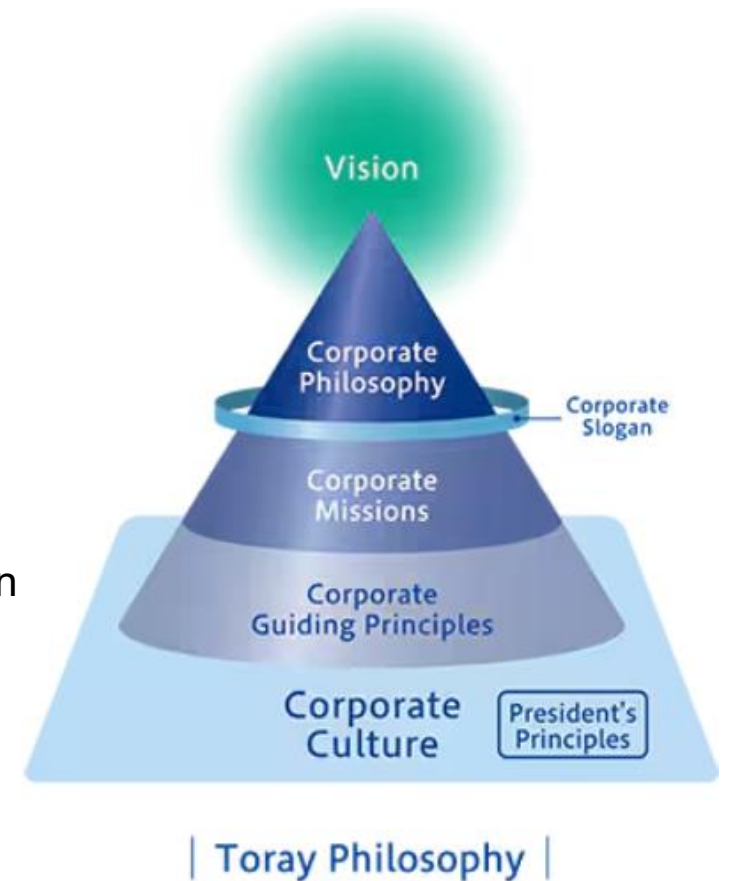 Vision
Corporate
Philosophy
Corporate
Slogan
Corporate
Missions
n
Corporate
Guiding Principles
Corporate
Culture
President's
Principles
| Toray Philosophy |